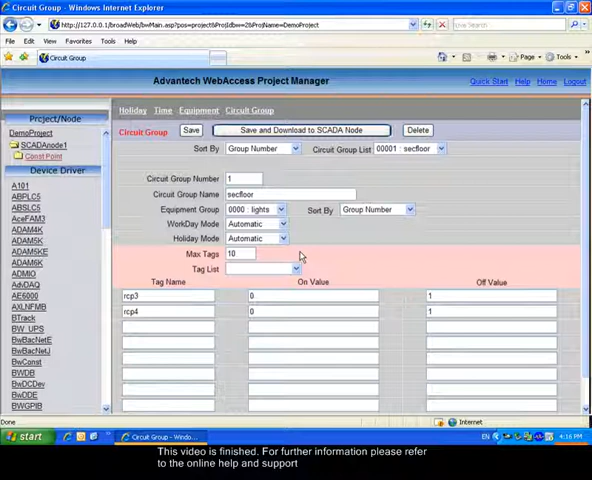 Circuit Group
http://127.0.0.1/broadWeb/bwMain.asp?pos=project&ProjIdbw=2&ProjName=DemoProject
File Edit View Favorites Tools Help
Circuit Group
Page Tools
Advantech WebAccess Project Manager
Quick Start Help Home Logout
Project/Node
DemoProject
SCADAnode1
Const Point
Device Driver
A101
ABPLC5
ABSLC5
AceFAM3
ADAM4K
ADAM5K
ADAM5KE
ADAM6K
ADMIO
AdvDAQ
AE6000
AXLNFMB
BTrack
BW_UPS
BwBacNetE
BwBacNetJ
BwConst
BWDB
BwDCDev
BwDDE
BWGPIB
Holiday Time Equipment Circuit Group
Circuit Group Save Save and Download to SCADA Node Delete
Sort By Group Number Circuit Group List 00001 : secfloor
Circuit Group Number 1
Circuit Group Name secfloor
Equipment Group 0000 : lights Sort By Group Number
WorkDay Mode Automatic
Holiday Mode Automatic
Max Tags 10
Tag List
Tag Name On Value Off Value
rcp3 0 1
rcp4 0 1
Done Internet
start Circuit Group - Windo... EN 4:16 PM
This video is finished. For further information please refer
to the online help and support